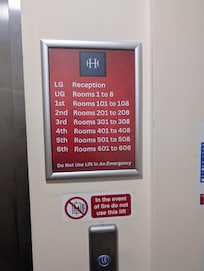 H
LG Reception
UG Rooms 1 to 8
1st Rooms 101 to 108
2nd Rooms 201 to 208
3rd Rooms 301 to 308
4th Rooms 401 to 408
5th Rooms 501 to 508
6th Rooms 601 to 606
Do Not Use Lift In An Emergency
In the event
of fire do not
use this lift